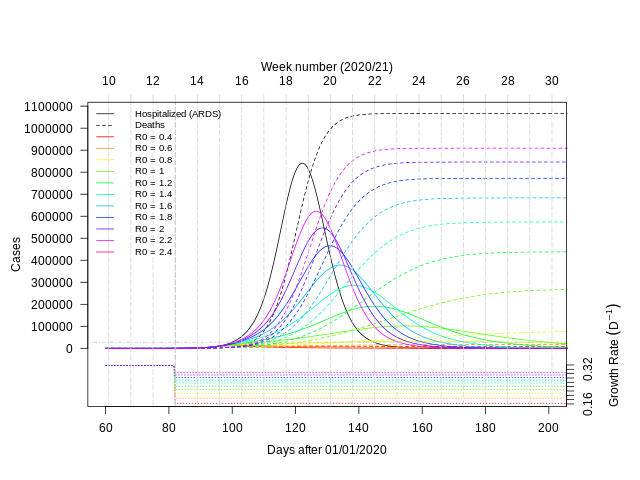 Week number (2020/21)
10 12 14 16 18 20 22 24 26 28 30
1100000
1000000
900000
800000
700000
600000
500000
400000
300000
200000
100000
0
Cases
Hospitalized (ARDS)
Deaths
R0 = 0.4
R0 = 0.6
R0 = 0.8
R0 = 1
R0 = 1.2
R0 = 1.4
R0 = 1.6
R0 = 1.8
R0 = 2
R0 = 2.2
R0 = 2.4
0.32
0.16
Growth Rate (D⁻¹)
60 80 100 120 140 160 180 200
Days after 01/01/2020